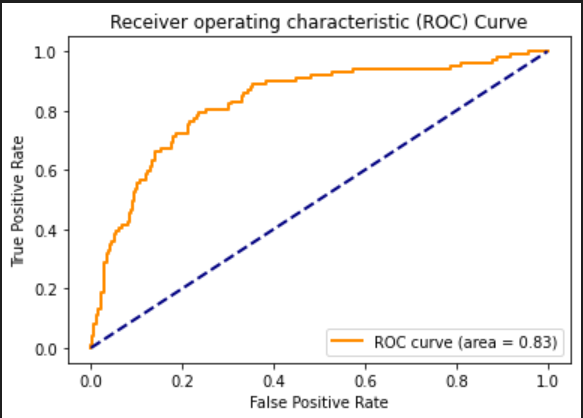 Receiver operating characteristic (ROC) Curve
1.0
0.8
0.6
0.4
0.2
0.0
True Positive Rate
ROC curve (area = 0.83)
0.0 0.2 0.4 0.6 0.8 1.0
False Positive Rate